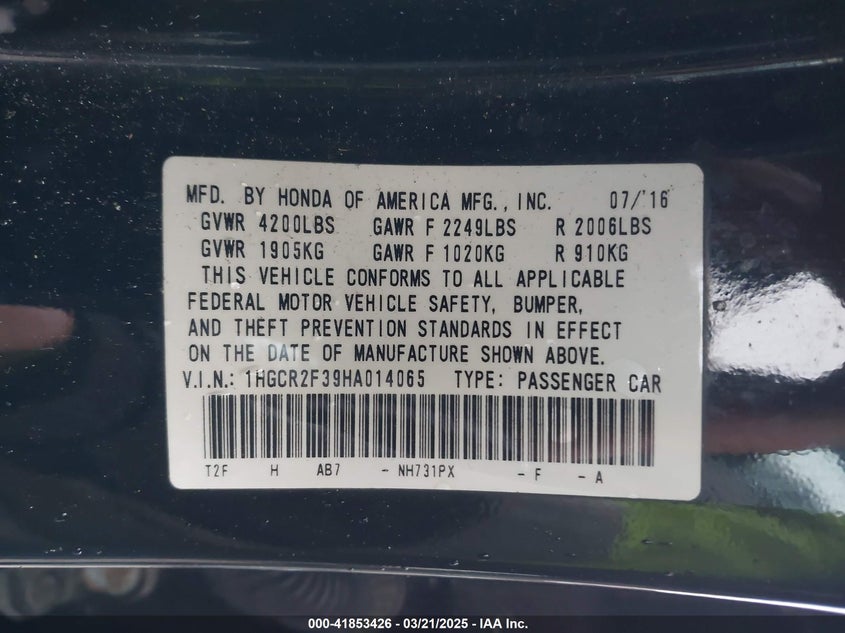 MFD. BY HONDA OF AMERICA MFG., INC. 07/'16
GVWR 4200LBS GAWR F 2249LBS R 2006LBS
GVWR 1905KG GAWR F 1020KG R 910KG
THIS VEHICLE CONFORMS TO ALL APPLICABLE
FEDERAL MOTOR VEHICLE SAFETY, BUMPER,
AND THEFT PREVENTION STANDARDS IN EFFECT
ON THE DATE OF MANUFACTURE SHOWN ABOVE.
V.I.N.: 1HGCR2F39HA014065 TYPE: PASSENGER CAR
T2F H AB7 - NH731PX - F - A
000-41853426 - 03/21/2025 - IAA Inc.